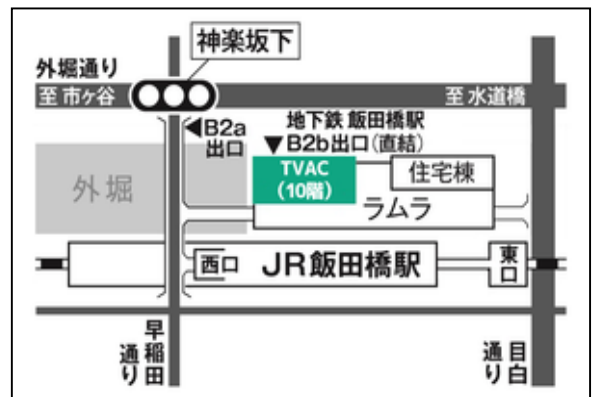 神楽坂下
外堀通り
至市ヶ谷
至水道橋
B2a
出口
地下鉄 飯田橋駅
B2b出口(直結)
TVAC
(10階)
住宅棟
ラムラ
外堀
西口
JR飯田橋駅
東口
早稲田通り
目白通り